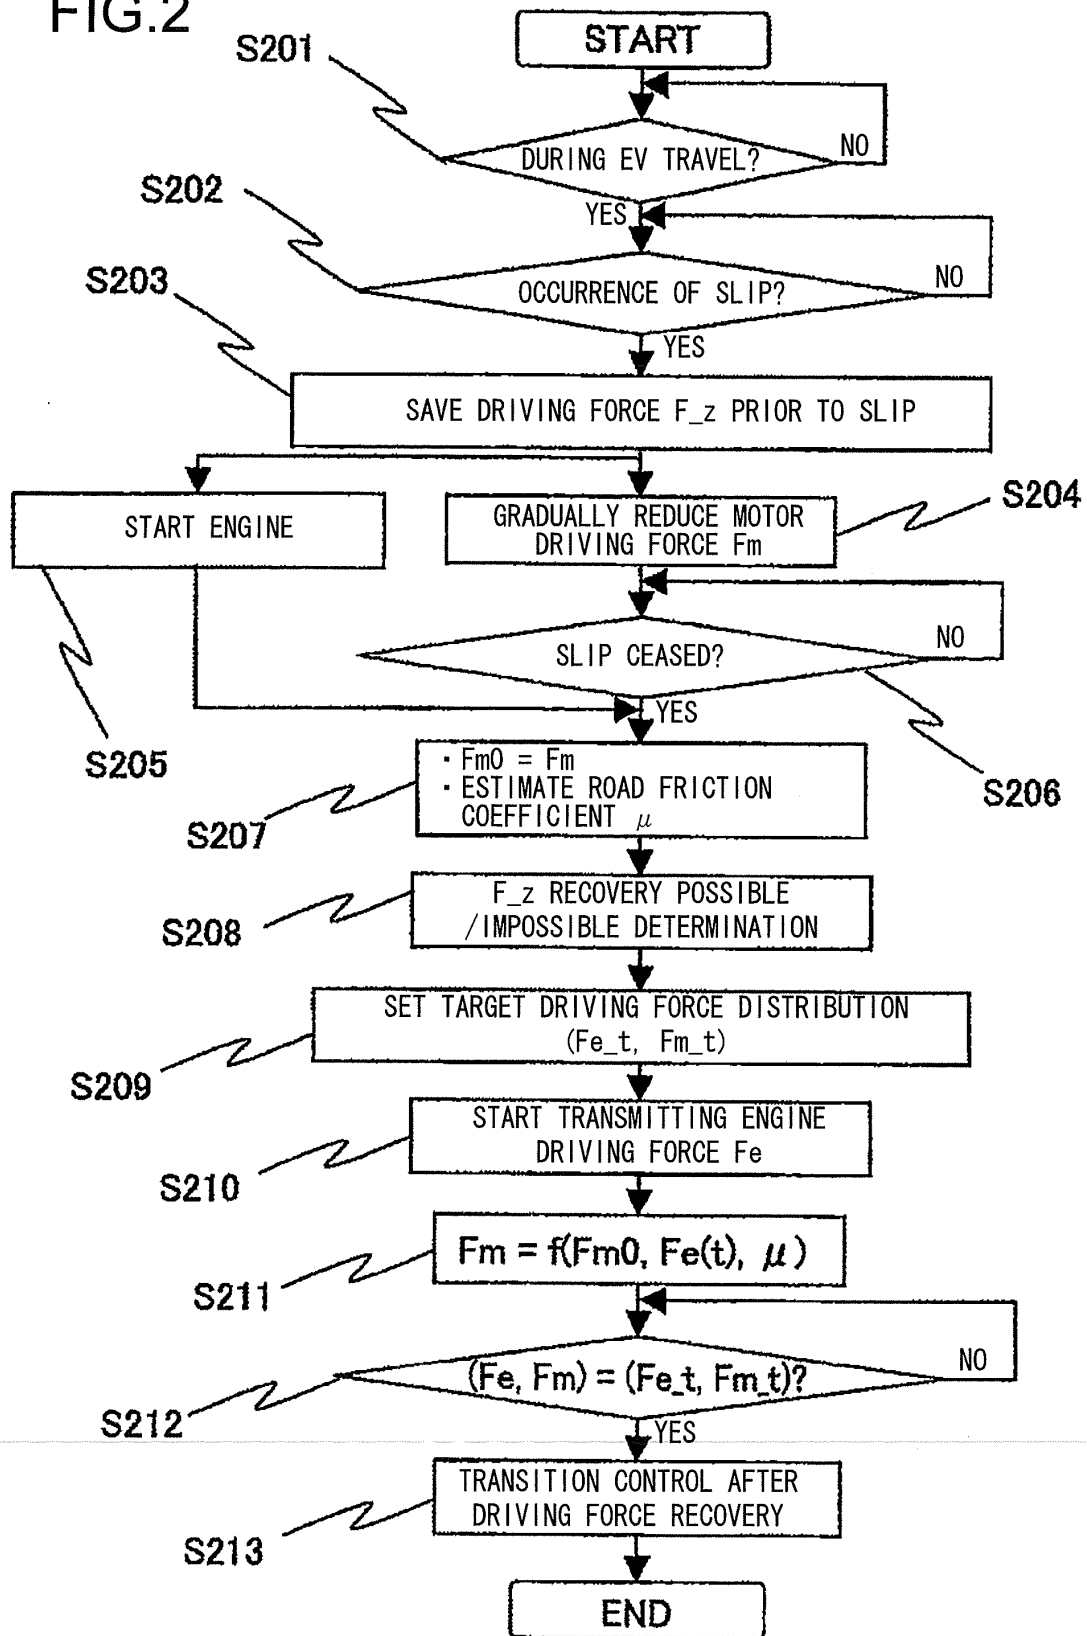 FIG.2
START
S201
DURING EV TRAVEL?
NO
YES
S202
OCCURRENCE OF SLIP?
NO
YES
S203
SAVE DRIVING FORCE F_z PRIOR TO SLIP
START ENGINE
S205
GRADUALLY REDUCE MOTOR
DRIVING FORCE Fm
S204
SLIP CEASED?
NO
YES
S206
・Fm0 = Fm
・ESTIMATE ROAD FRICTION
COEFFICIENT μ
S207
F_z RECOVERY POSSIBLE
/IMPOSSIBLE DETERMINATION
S208
SET TARGET DRIVING FORCE DISTRIBUTION
(Fe_t, Fm_t)
S209
START TRANSMITTING ENGINE
DRIVING FORCE Fe
S210
Fm = f(Fm0, Fe(t), μ)
S211
(Fe, Fm) = (Fe_t, Fm_t)?
NO
S212
YES
TRANSITION CONTROL AFTER
DRIVING FORCE RECOVERY
S213
END